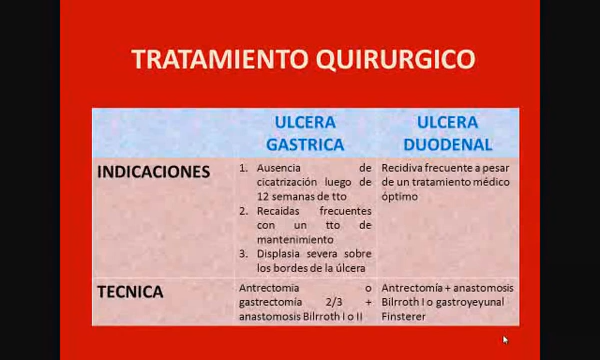 TRATAMIENTO QUIRURGICO
ULCERA GASTRICA
ULCERA DUODENAL
INDICACIONES
1. Ausencia de
cicatrización luego de
12 semanas de tto
2. Recaidas frecuentes
con un tto de
mantenimiento
3. Displasia severa sobre
los bordes de la úlcera
Recidiva frecuente a pesar
de un tratamiento médico
óptimo
TECNICA
Antrectomia o
gastrectomia 2/3 +
anastomosis Bilrroth I o II
Antrectomía + anastomosis
Bilrroth I o gastroyeyunal
Finsterer